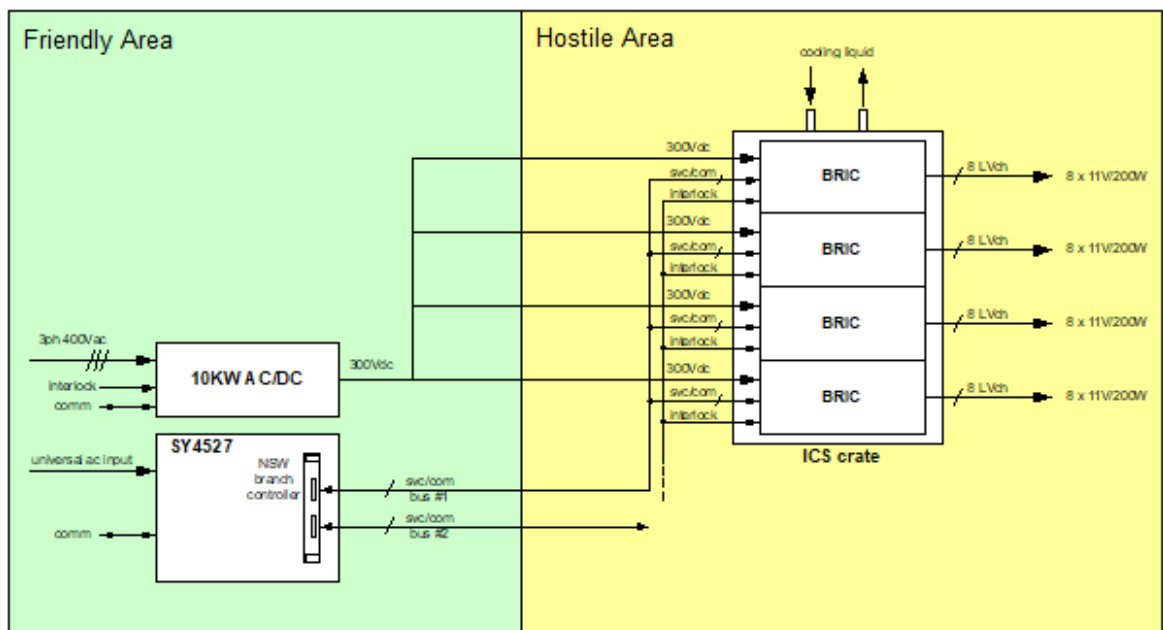 Friendly Area
Hostile Area
cooling liquid
300Vdc
svc/com
interlock
BRIC
8 LVch
8 x 11V/200W
300Vdc
svc/com
interlock
BRIC
8 LVch
8 x 11V/200W
300Vdc
svc/com
interlock
BRIC
8 LVch
8 x 11V/200W
300Vdc
svc/com
interlock
BRIC
8 LVch
8 x 11V/200W
ICS crate
3ph 400Vac
interlock
comm
10KW AC/DC
300Vdc
SY4527
universal ac input
NSW
branch
controller
comm
svc/com
bus #1
svc/com
bus #2